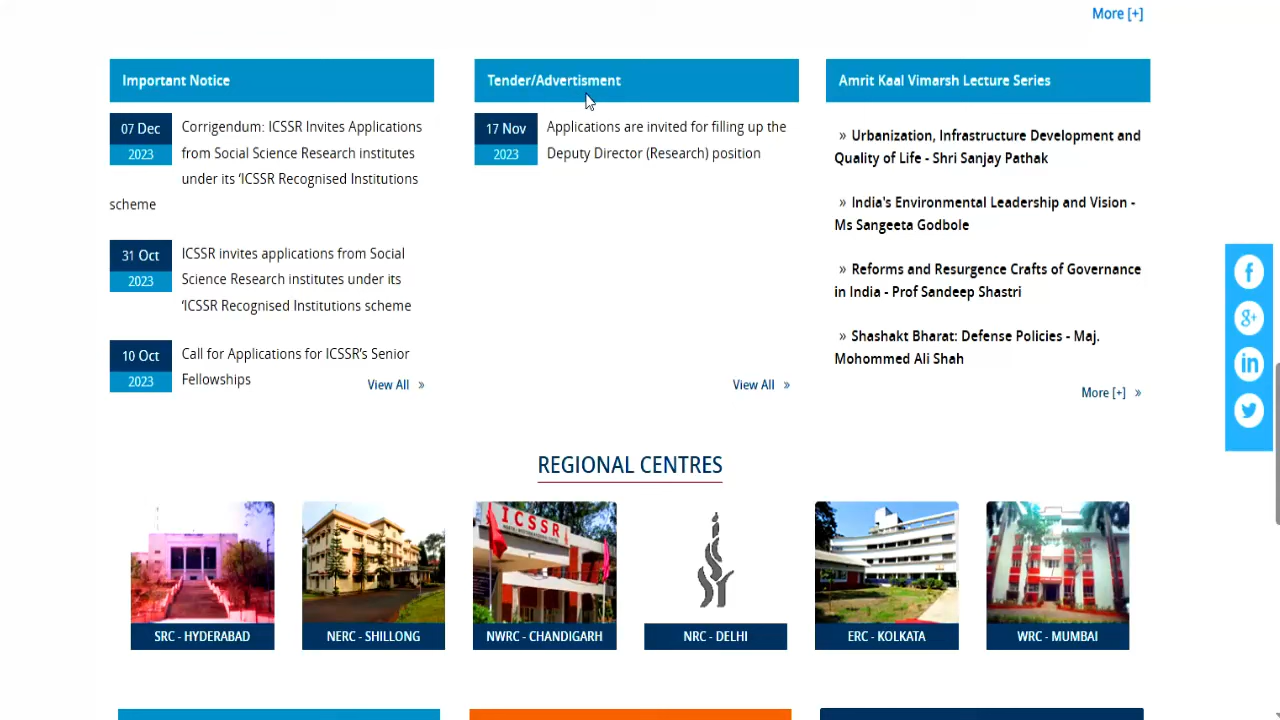 More [+]
Important Notice
07 Dec
2023
Corrigendum: ICSSR Invites Applications
from Social Science Research institutes
under its ‘ICSSR Recognised Institutions
scheme
31 Oct
2023
ICSSR invites applications from Social
Science Research institutes under its
‘ICSSR Recognised Institutions scheme
10 Oct
2023
Call for Applications for ICSSR’s Senior
Fellowships
View All »
Tender/Advertisment
17 Nov
2023
Applications are invited for filling up the
Deputy Director (Research) position
View All »
Amrit Kaal Vimarsh Lecture Series
» Urbanization, Infrastructure Development and
Quality of Life - Shri Sanjay Pathak
» India's Environmental Leadership and Vision -
Ms Sangeeta Godbole
» Reforms and Resurgence Crafts of Governance
in India - Prof Sandeep Shastri
» Shashakt Bharat: Defense Policies - Maj.
Mohommed Ali Shah
More [+] »
REGIONAL CENTRES
ICSSR
SRC - HYDERABAD
NERC - SHILLONG
NWRC - CHANDIGARH
NRC - DELHI
ERC - KOLKATA
WRC - MUMBAI